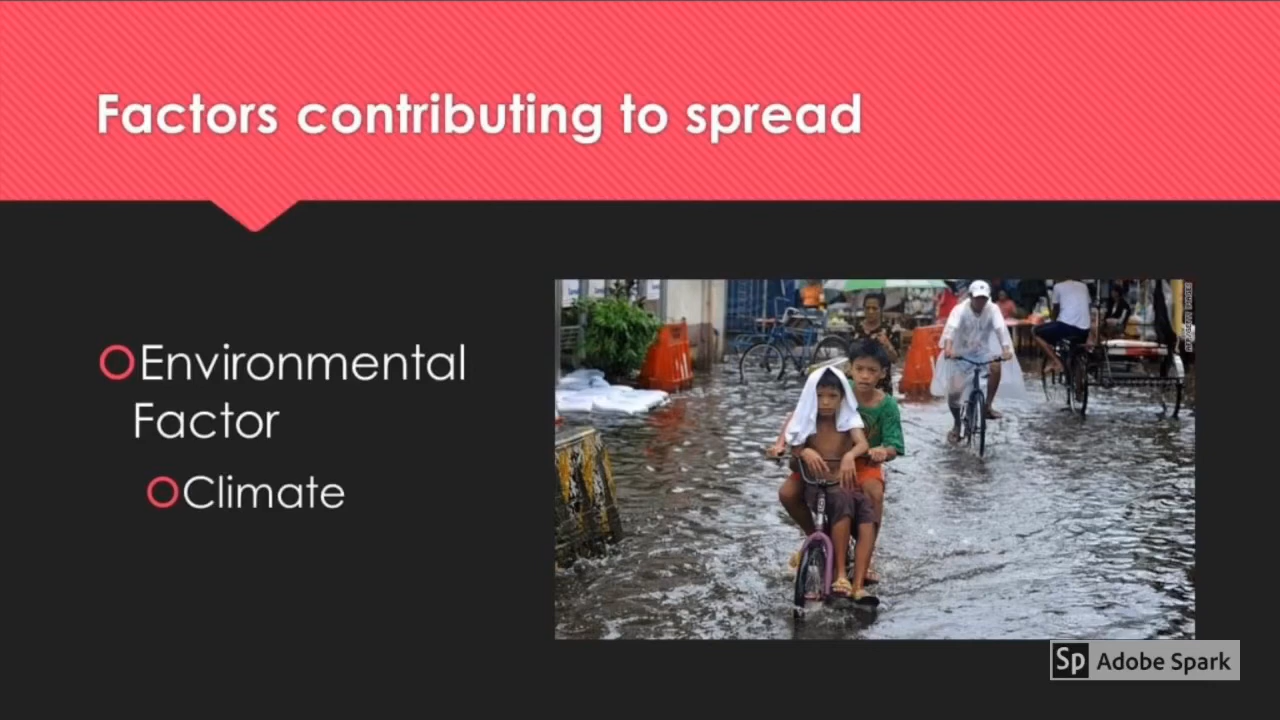 Factors contributing to spread
Environmental
Factor
Climate
Sp Adobe Spark